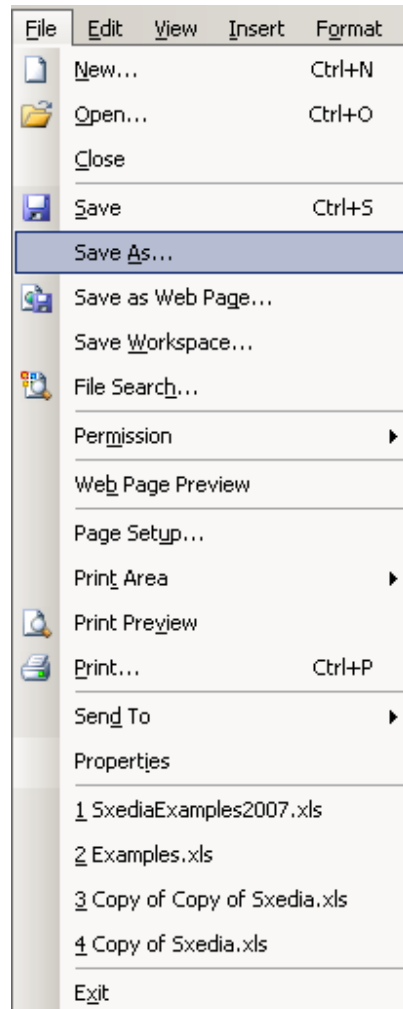 File Edit View Insert Format
New... Ctrl+N
Open... Ctrl+O
Close
Save Ctrl+S
Save As...
Save as Web Page...
Save Workspace...
File Search...
Permission
Web Page Preview
Page Setup...
Print Area
Print Preview
Print... Ctrl+P
Send To
Properties
1 SxediaExamples2007.xls
2 Examples.xls
3 Copy of Copy of Sxedia.xls
4 Copy of Sxedia.xls
Exit